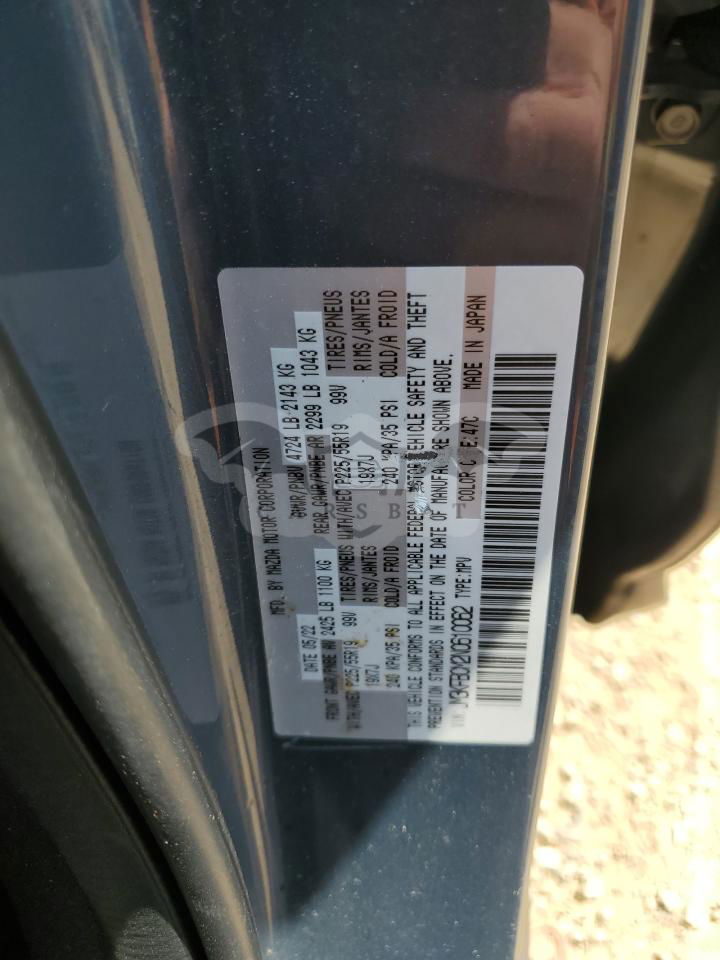 MFD. BY MAZDA MOTOR CORPORATION
DATE 05/22 GVWR/PNBV 4724 LB-2143 KG
FRONT GAWR/PNBE AV 2425 LB 1100 KG REAR GAWR/PNBE AR 2299 LB 1043 KG
WITH/AVEC P225/55R19 99V TIRES/PNEUS WITH/AVEC P225/55R19 99V TIRES/PNEUS
19X7J RIMS/JANTES 19X7J RIMS/JANTES
240 KPA/35 PSI COLD/A FROID 240 KPA/35 PSI COLD/A FROID
THIS VEHICLE CONFORMS TO ALL APPLICABLE FEDERAL MOTOR VEHICLE SAFETY AND THEFT
PREVENTION STANDARDS IN EFFECT ON THE DATE OF MANUFACTURE SHOWN ABOVE.
TYPE:MPV COLOR C E:47C MADE IN JAPAN